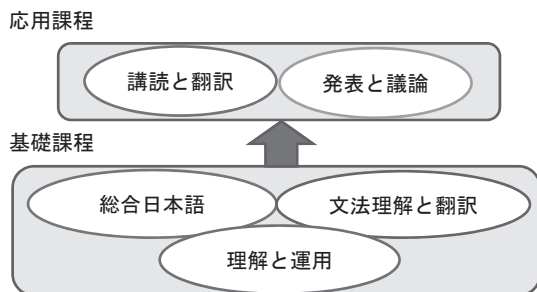 応用課程
講読と翻訳 発表と議論
基礎課程
総合日本語 文法理解と翻訳
理解と運用